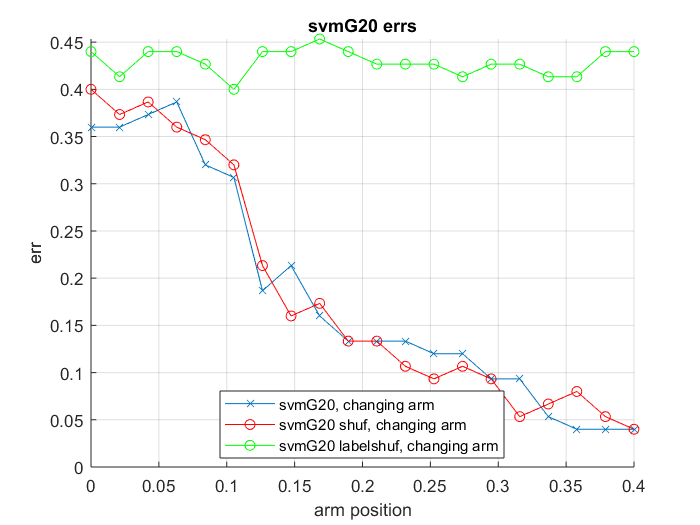 svmG20 errs
0.45
0.4
0.35
0.3
0.25
0.2
0.15
0.1
0.05
0
err
svmG20, changing arm
svmG20 shuf, changing arm
svmG20 labelshuf, changing arm
0 0.05 0.1 0.15 0.2 0.25 0.3 0.35 0.4
arm position